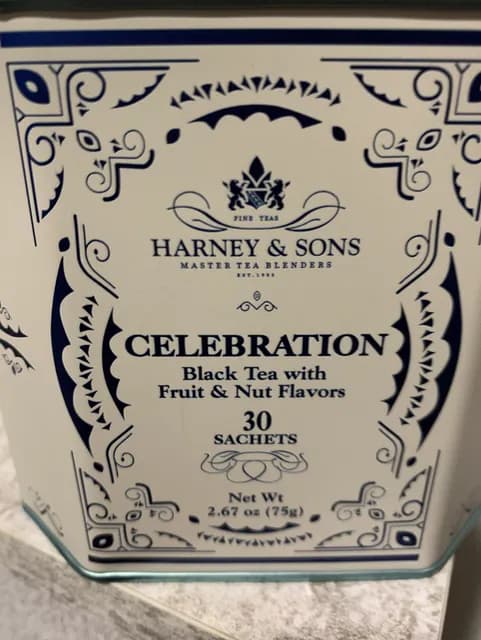 FINE TEAS
HARNEY & SONS
MASTER TEA BLENDERS
EST. 1983
CELEBRATION
Black Tea with
Fruit & Nut Flavors
30
SACHETS
Net Wt
2.67 oz (75g)